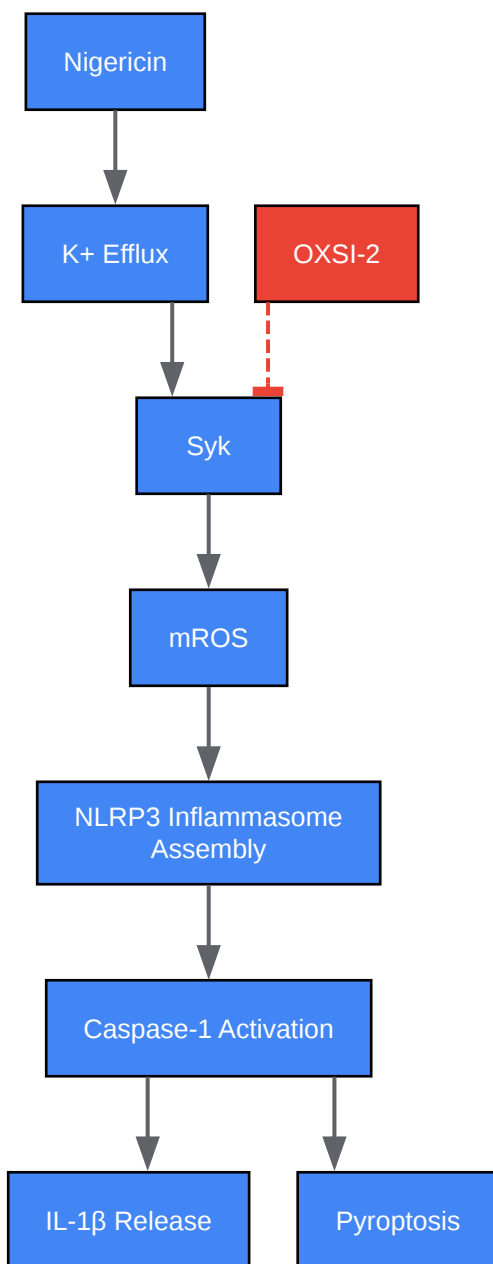 Nigericin
K+ Efflux
OXSI-2
Syk
mROS
NLRP3 Inflammasome
Assembly
Caspase-1 Activation
IL-1β Release
Pyroptosis